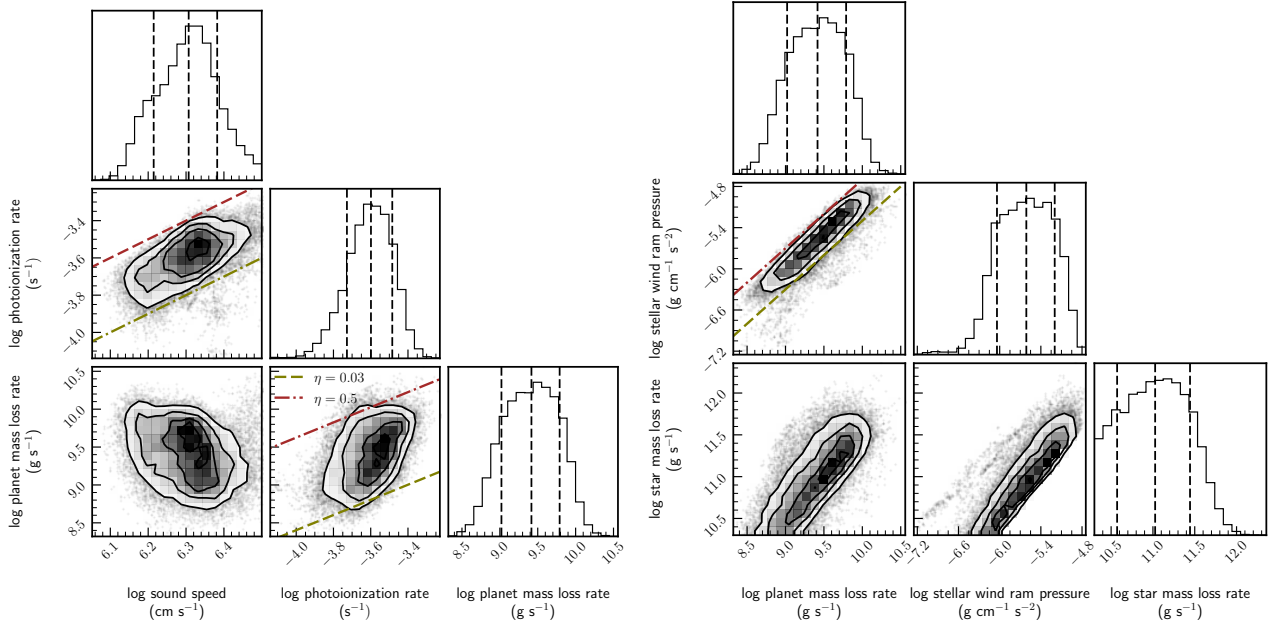 log photoionization rate
(s⁻¹)
−3.4
−3.6
−3.8
−4.0
log planet mass loss rate
(g s⁻¹)
10.5
10.0
9.5
9.0
8.5
η = 0.03
η = 0.5
6.1
6.2
6.3
6.4
log sound speed
(cm s⁻¹)
−4.0
−3.8
−3.6
−3.4
log photoionization rate
(s⁻¹)
8.5
9.0
9.5
10.0
10.5
log planet mass loss rate
(g s⁻¹)
log stellar wind ram pressure
(g cm⁻¹ s⁻²)
−4.8
−5.4
−6.0
−6.6
−7.2
log star mass loss rate
(g s⁻¹)
12.0
11.5
11.0
10.5
8.5
9.0
9.5
10.0
10.5
log planet mass loss rate
(g s⁻¹)
−7.2
−6.6
−6.0
−5.4
−4.8
log stellar wind ram pressure
(g cm⁻¹ s⁻²)
10.5
11.0
11.5
12.0
log star mass loss rate
(g s⁻¹)